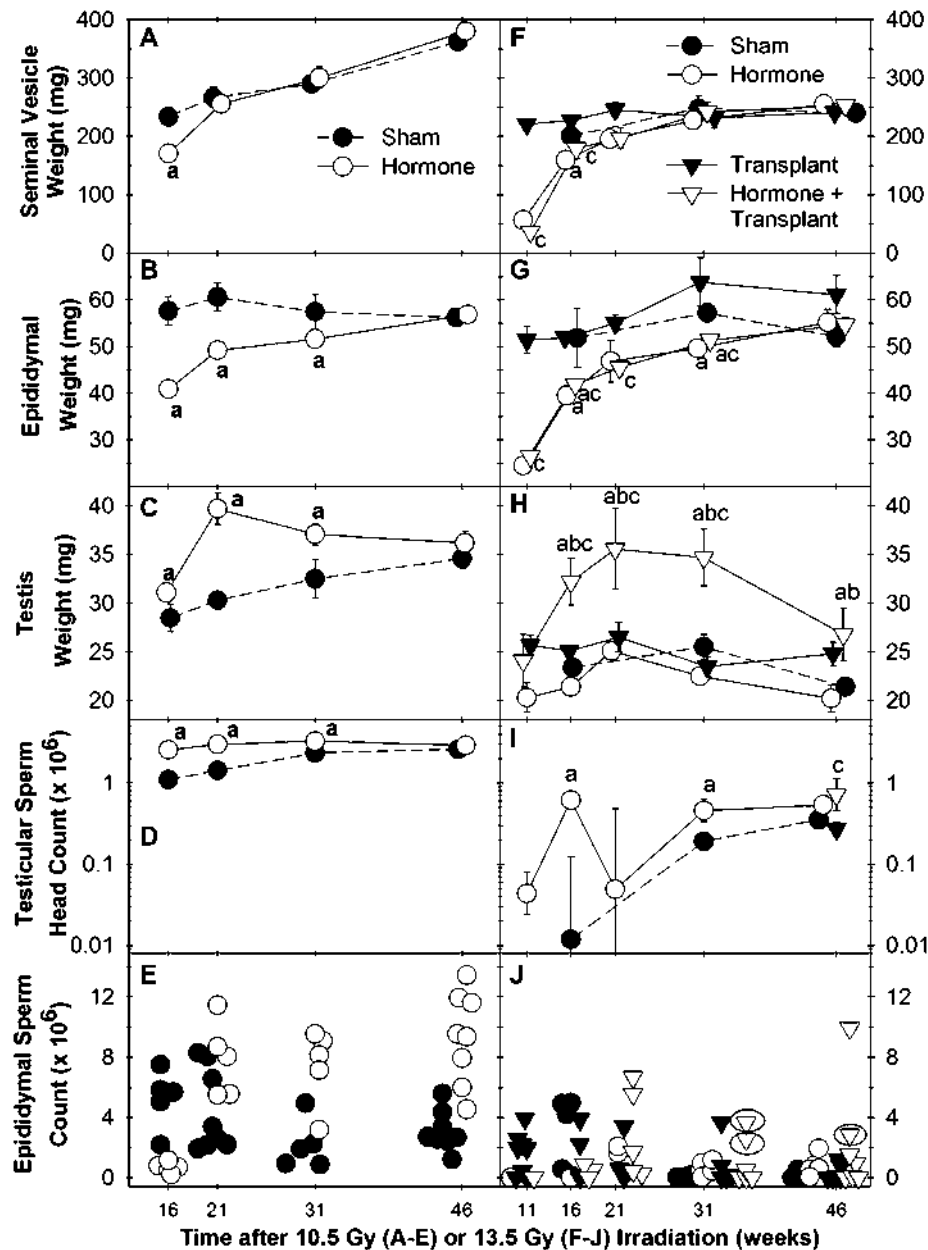 A
F
Sham
Hormone
Sham
Hormone
Transplant
Hormone +
Transplant
Seminal Vesicle
Weight (mg)
400
300
200
100
0
400
300
200
100
0
a
a
c
c
B
G
Epididymal
Weight (mg)
60
50
40
30
60
50
40
30
a
a
a
c
a
ac
c
a
ac
C
H
Testis
Weight (mg)
40
35
30
25
20
40
35
30
25
20
a
a
a
abc
abc
abc
ab
D
I
Testicular Sperm
Head Count (x 10⁶)
1
0.1
0.01
1
0.1
0.01
a
a
a
a
a
c
E
J
Epididymal Sperm
Count (x 10⁶)
12
8
4
0
12
8
4
0
16 21 31 46
11 16 21 31 46
Time after 10.5 Gy (A-E) or 13.5 Gy (F-J) Irradiation (weeks)